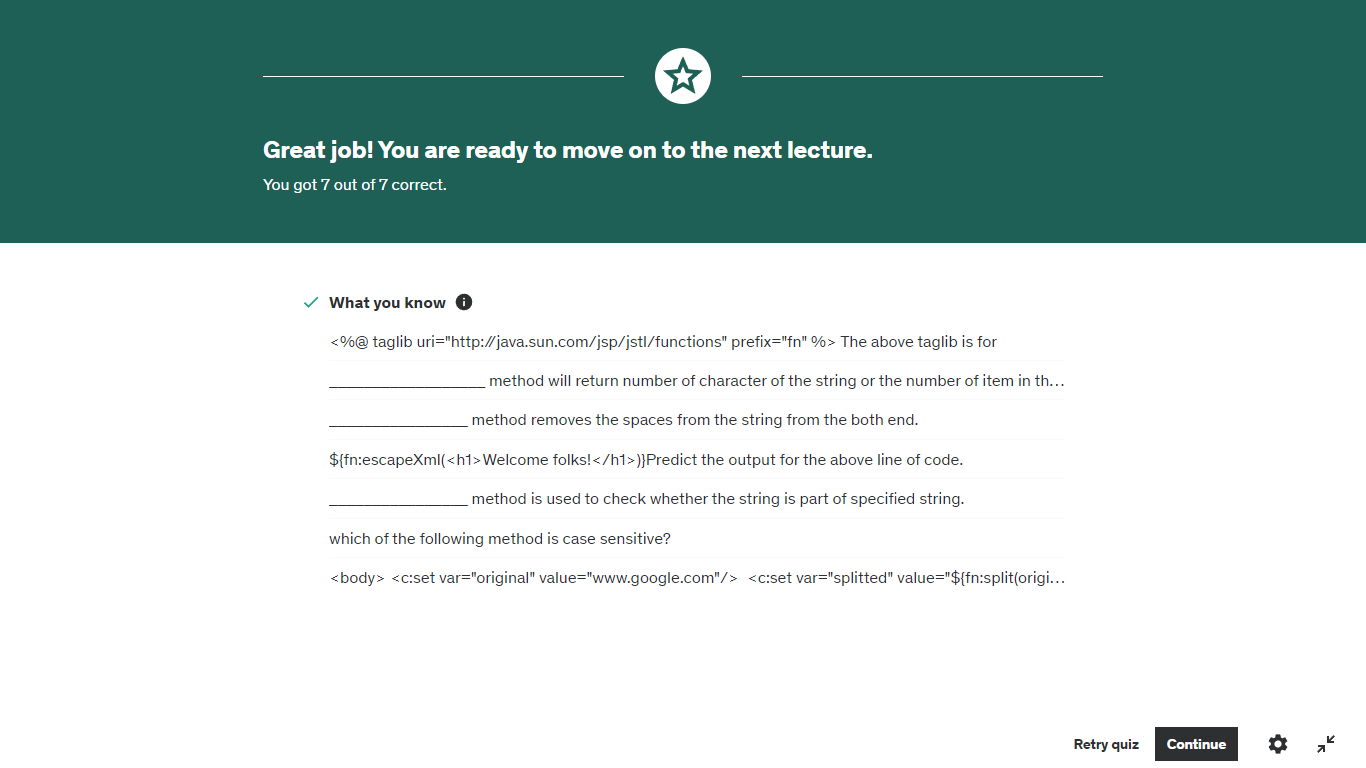 Great job! You are ready to move on to the next lecture.
You got 7 out of 7 correct.
What you know
<%@ taglib uri="http://java.sun.com/jsp/jstl/functions" prefix="fn" %> The above taglib is for
__________________ method will return number of character of the string or the number of item in th…
________________ method removes the spaces from the string from the both end.
${fn:escapeXml(<h1>Welcome folks!</h1>)}Predict the output for the above line of code.
________________ method is used to check whether the string is part of specified string.
which of the following method is case sensitive?
<body> <c:set var="original" value="www.google.com"/> <c:set var="splitted" value="${fn:split(origi…
Retry quiz Continue